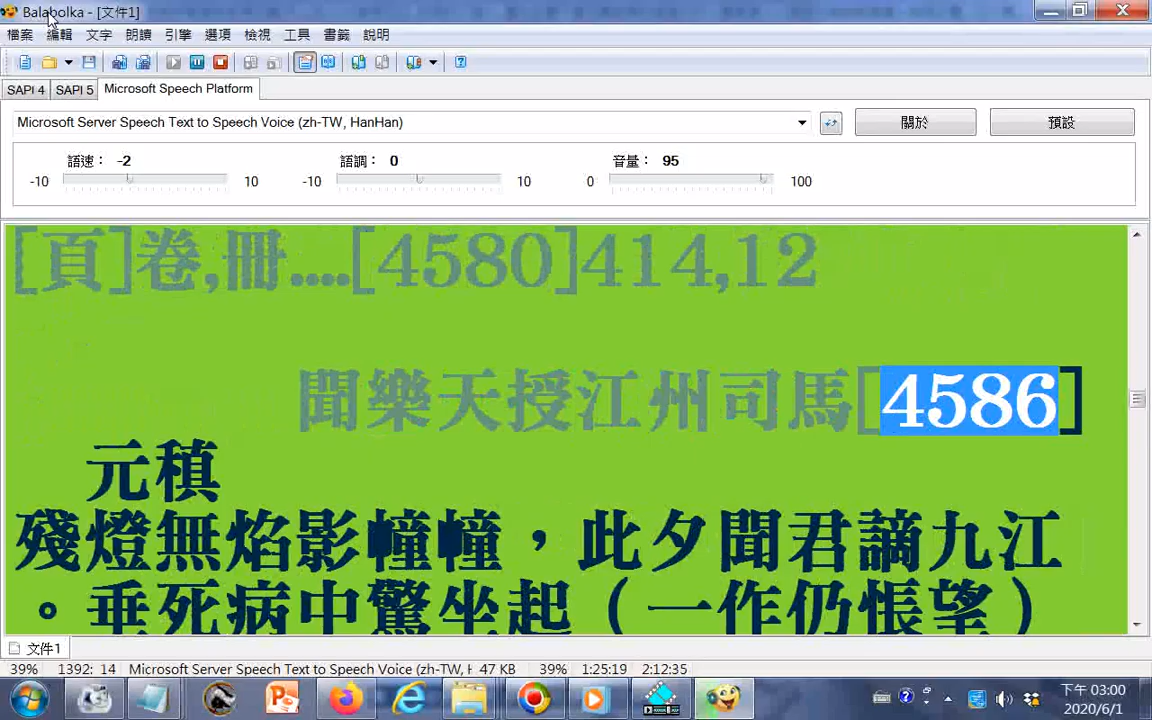 Balabolka - [文件1]
檔案 編輯 文字 朗讀 引擎 選項 檢視 工具 書籤 說明
SAPI 4 SAPI 5 Microsoft Speech Platform
Microsoft Server Speech Text to Speech Voice (zh-TW, HanHan) 關於 預設
語速： -2 語調： 0 音量： 95
-10 10 -10 10 0 100
[頁]卷,冊....[4580]414,12
聞樂天授江州司馬[4586]
元稹
殘燈無焰影幢幢，此夕聞君謫九江
。垂死病中驚坐起（一作仍悵望）
文件1
39% 1392: 14 Microsoft Server Speech Text to Speech Voice (zh-TW, H 47 KB 39% 1:25:19 2:12:35
下午 03:00
2020/6/1